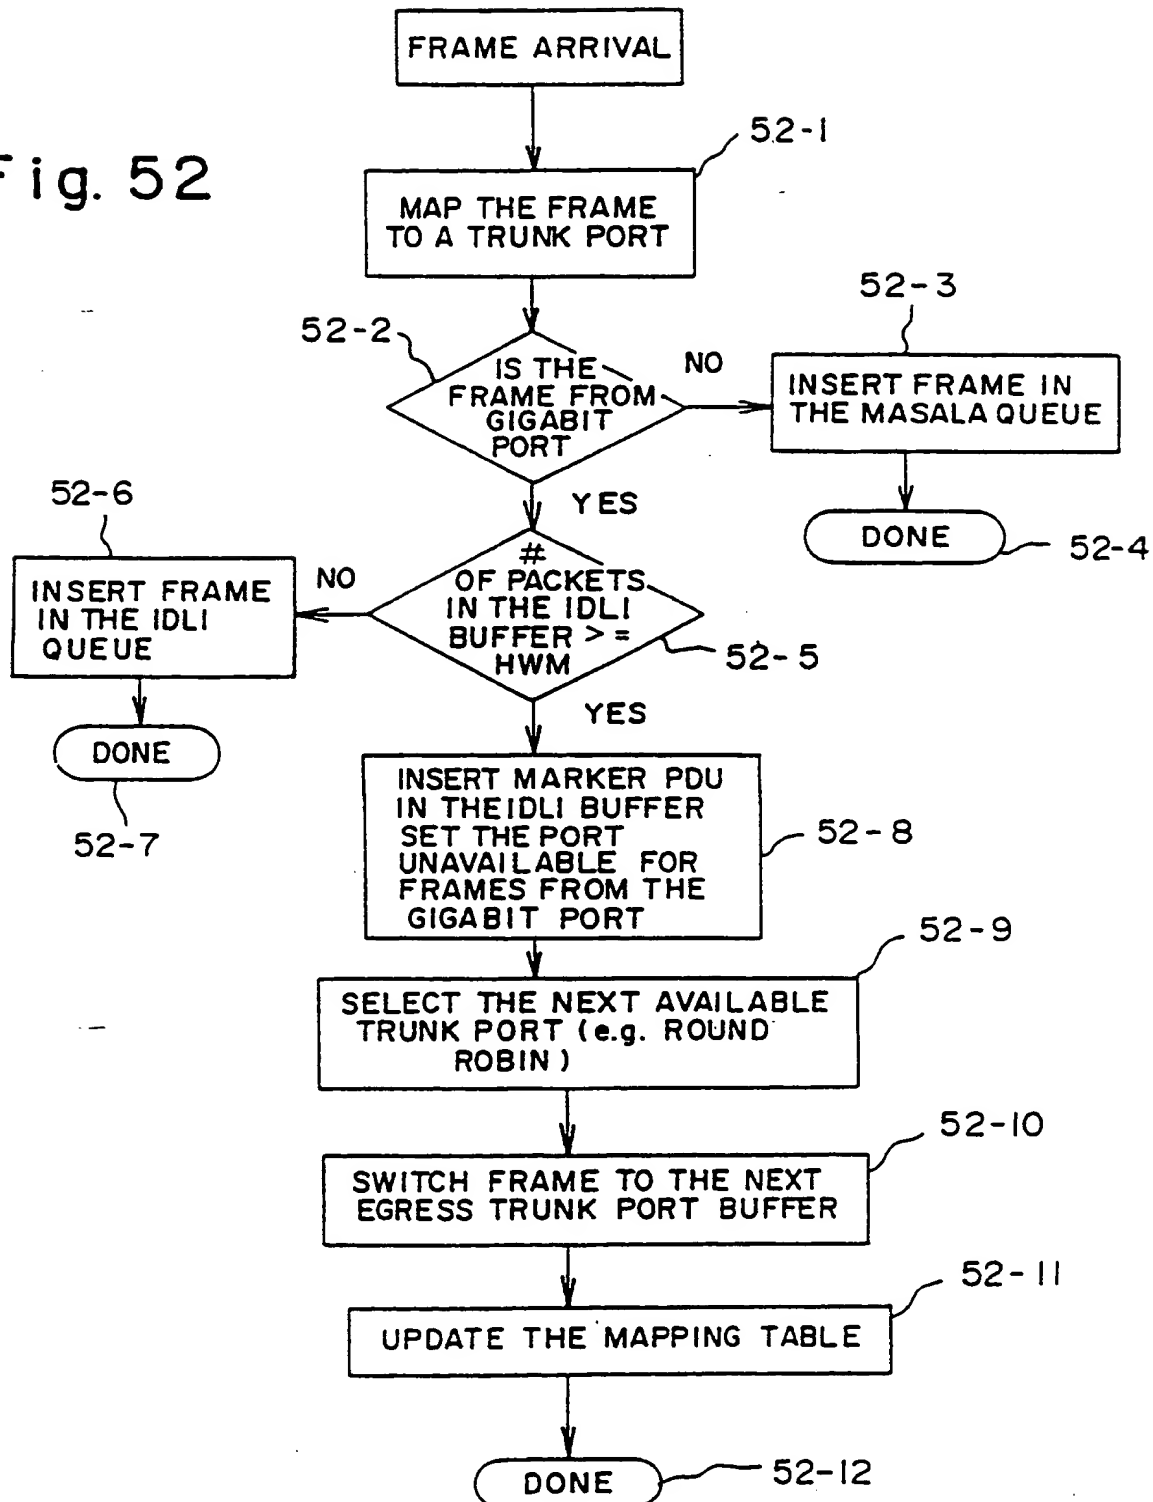 FRAME ARRIVAL
Fig. 52
52-1
MAP THE FRAME
TO A TRUNK PORT
52-2
IS THE
FRAME FROM
GIGABIT
PORT
NO
52-3
INSERT FRAME IN
THE MASALA QUEUE
YES
DONE
52-4
52-6
INSERT FRAME
IN THE IDLI
QUEUE
NO
#
OF PACKETS
IN THE IDLI
BUFFER >=
HWM
52-5
DONE
52-7
YES
INSERT MARKER PDU
IN THE IDLI BUFFER
SET THE PORT
UNAVAILABLE FOR
FRAMES FROM THE
GIGABIT PORT
52-8
52-9
SELECT THE NEXT AVAILABLE
TRUNK PORT (e.g. ROUND
ROBIN)
52-10
SWITCH FRAME TO THE NEXT
EGRESS TRUNK PORT BUFFER
52-11
UPDATE THE MAPPING TABLE
DONE
52-12